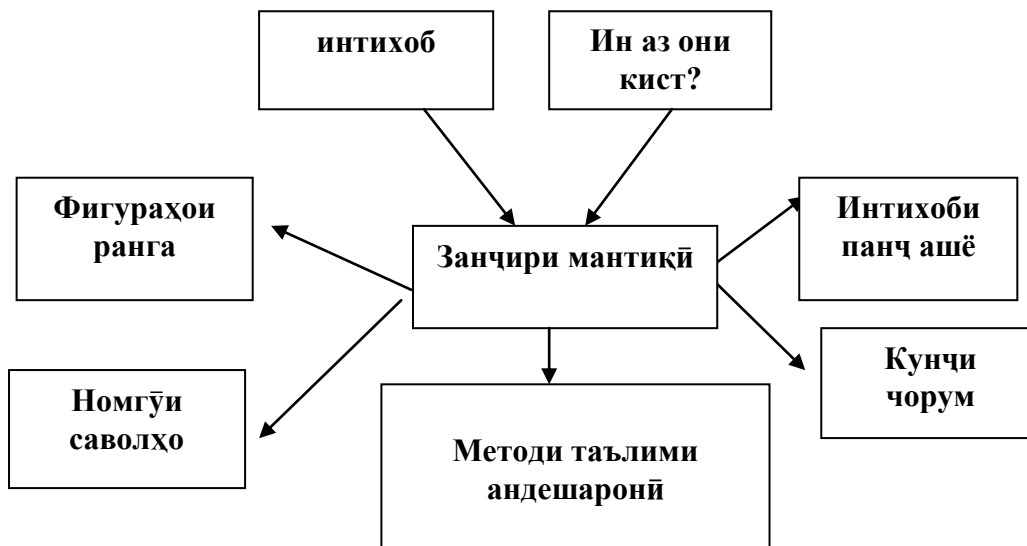 интихоб
Ин аз они
кист?
Фигураҳои
ранга
Занҷири мантиқӣ
Интихоби
панҷ ашё
Номгӯи
саволҳо
Кунҷи
чорум
Методи таълими
андешаронӣ